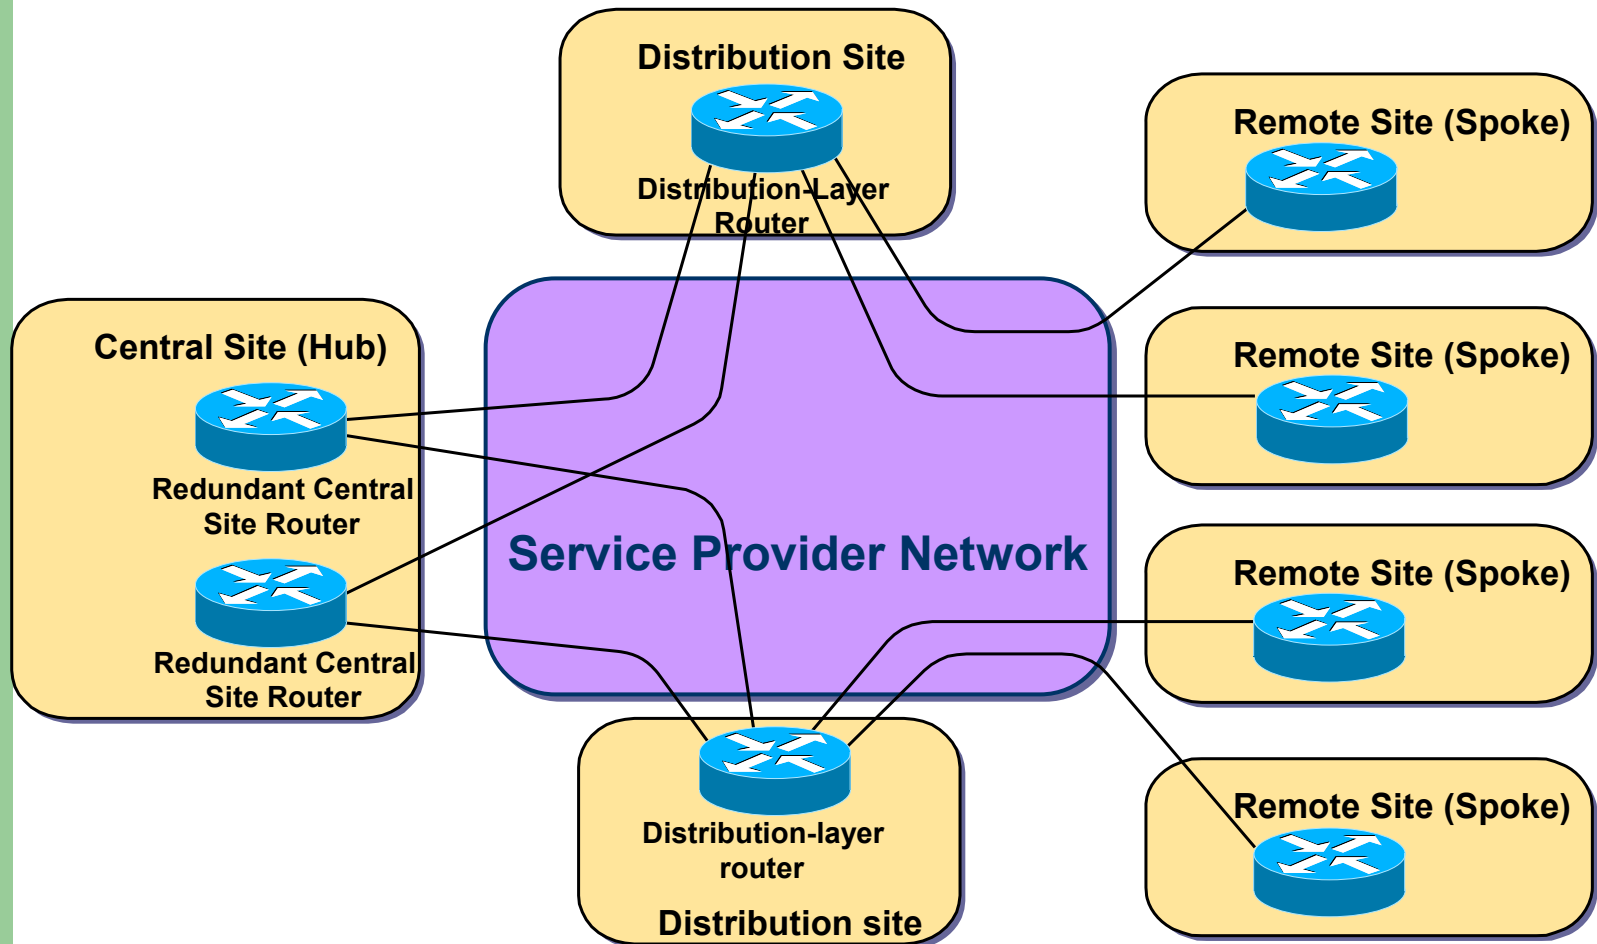 Distribution Site
Distribution-Layer
Router
Remote Site (Spoke)
Central Site (Hub)
Redundant Central
Site Router
Redundant Central
Site Router
Service Provider Network
Remote Site (Spoke)
Remote Site (Spoke)
Remote Site (Spoke)
Distribution-layer
router
Distribution site